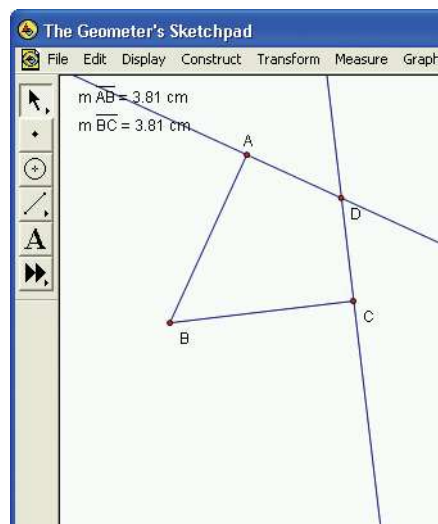 The Geometer's Sketchpad
File Edit Display Construct Transform Measure Graph
m AB = 3.81 cm
m BC = 3.81 cm
A
D
C
B
A